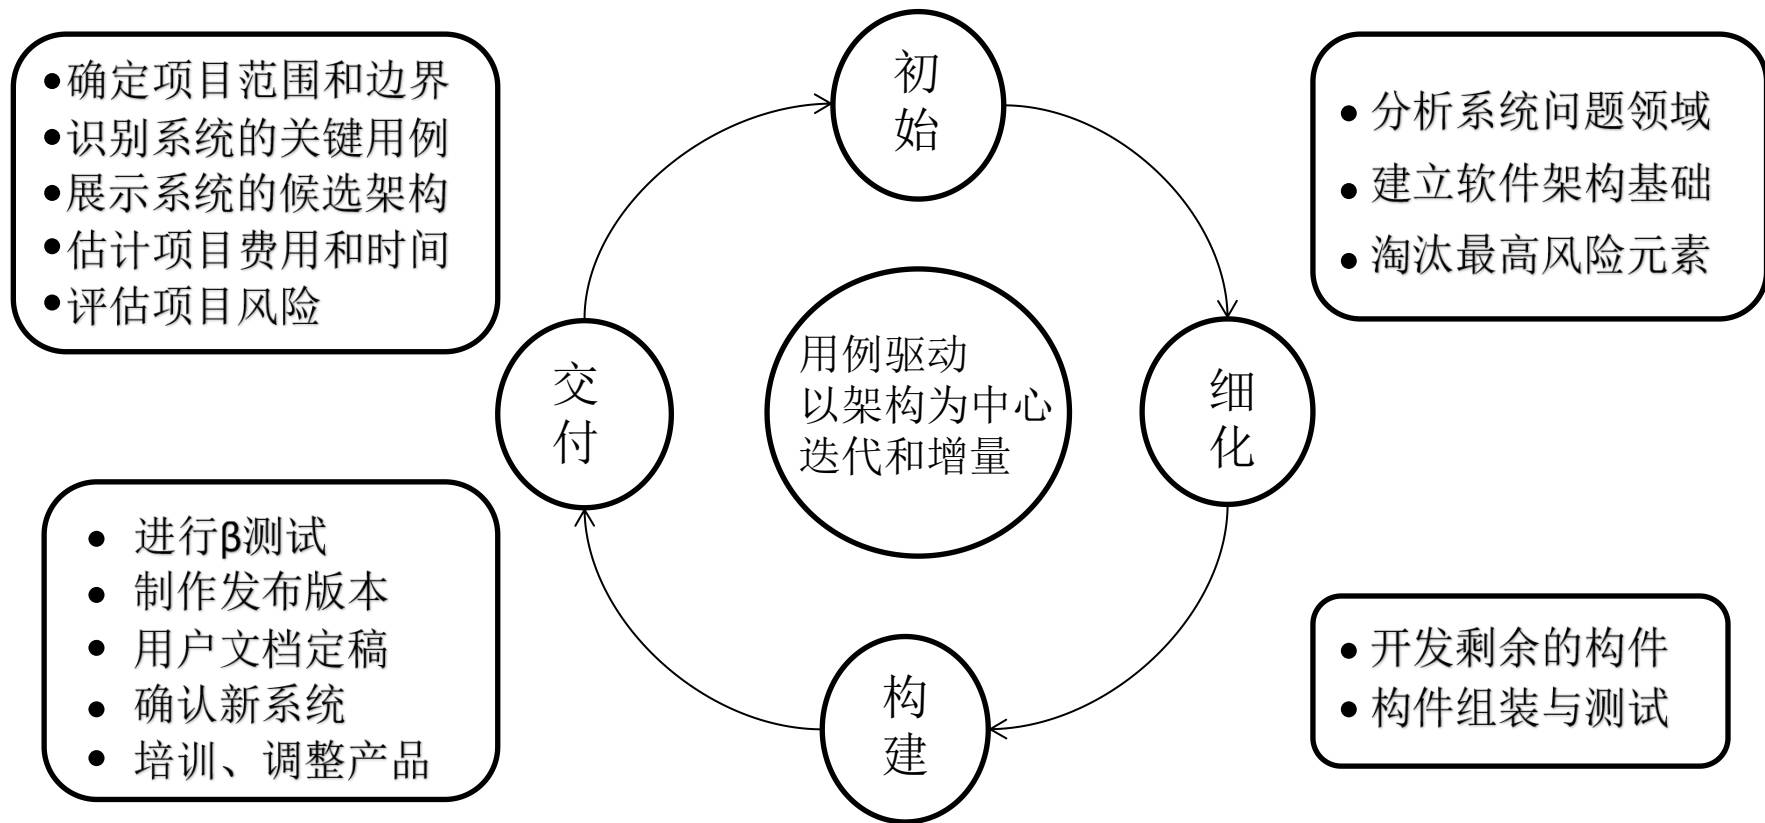 ●确定项目范围和边界
●识别系统的关键用例
●展示系统的候选架构
●估计项目费用和时间
●评估项目风险
初
始
● 分析系统问题领域
● 建立软件架构基础
● 淘汰最高风险元素
交
付
用例驱动
以架构为中心
迭代和增量
细
化
● 进行β测试
● 制作发布版本
● 用户文档定稿
● 确认新系统
● 培训、调整产品
构
建
● 开发剩余的构件
● 构件组装与测试